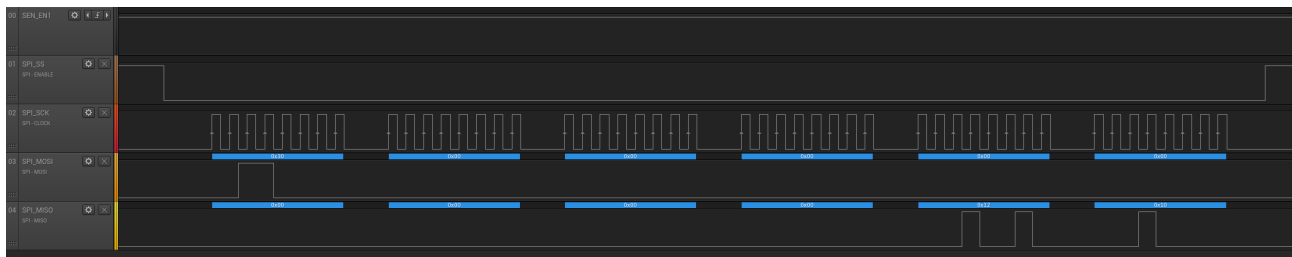 00 SEN_EN1
01 SPI_SS
SPI - ENABLE
02 SPI_SCK
SPI - CLOCK
0x30 0x00 0x00 0x00 0x00 0x00
03 SPI_MOSI
SPI - MOSI
0x00 0x00 0x00 0x00 0x12 0x10
04 SPI_MISO
SPI - MISO